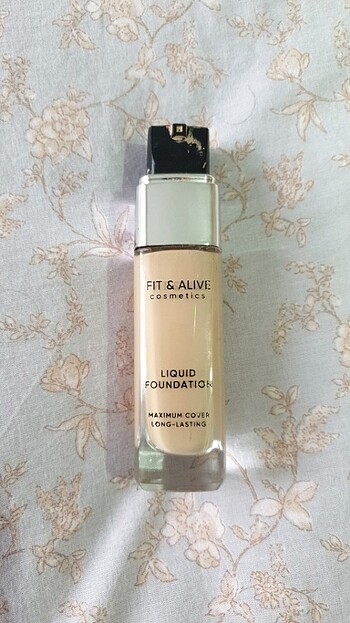 FIT & ALIVE
cosmetics
LIQUID
FOUNDATION
MAXIMUM COVER
LONG-LASTING